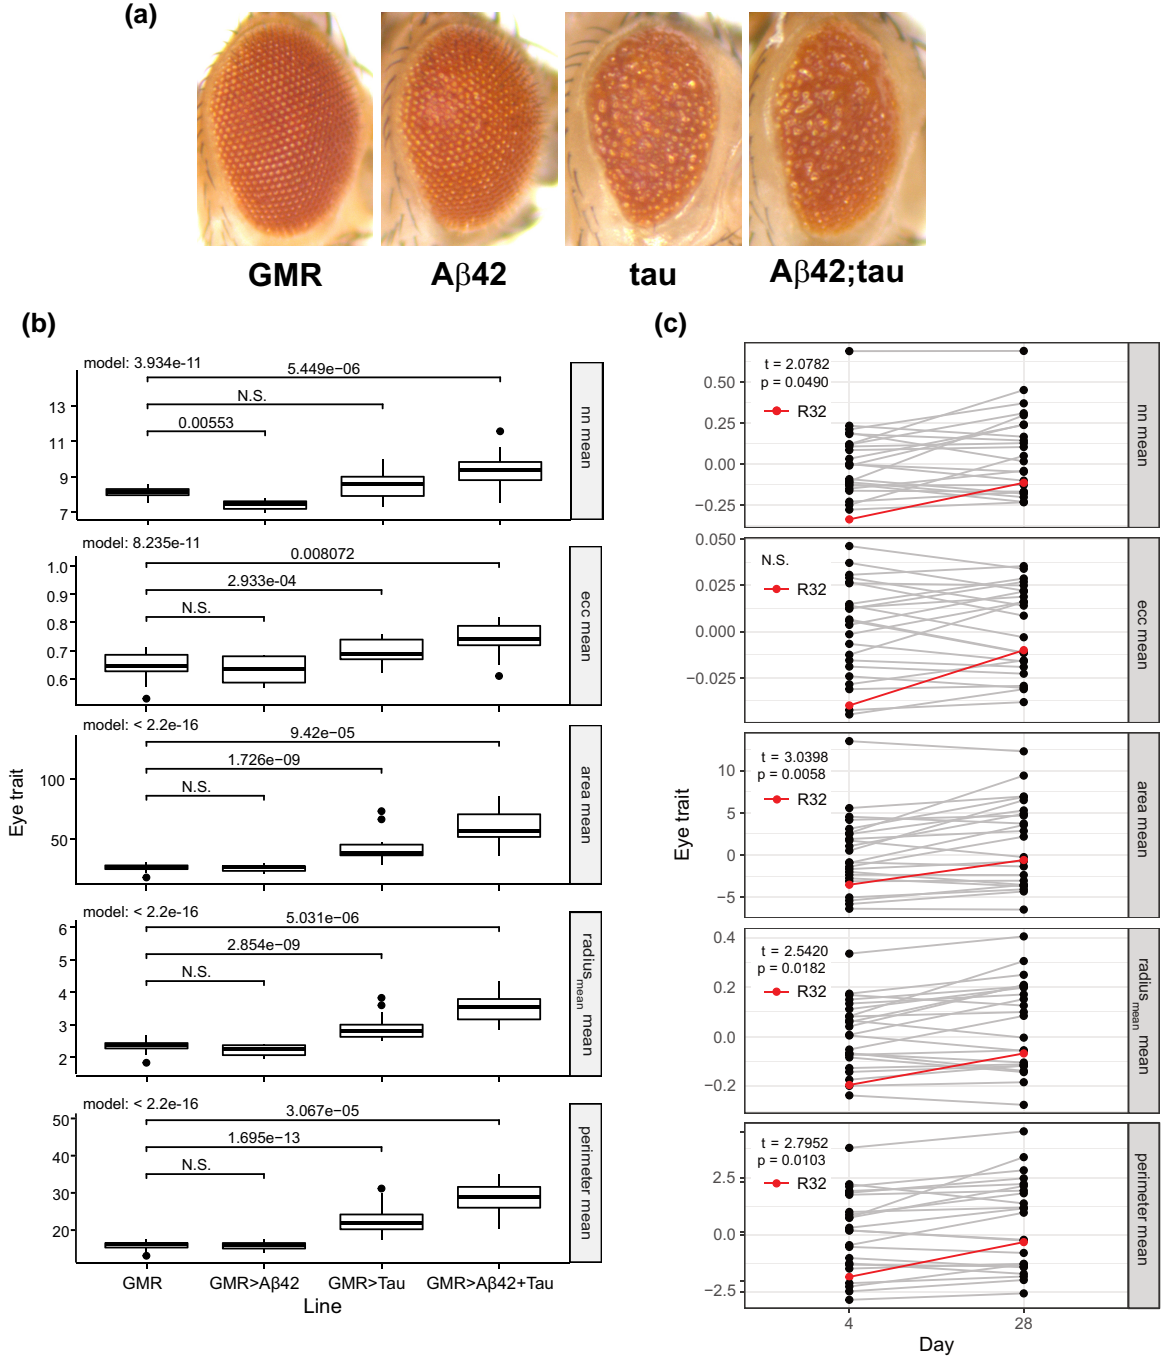 (a)
GMR
Aβ42
tau
Aβ42;tau
(b)
Eye trait
model: 3.934e-11
5.449e−06
N.S.
0.00553
13
11
9
7
nn mean
model: 8.235e-11
0.008072
2.933e−04
N.S.
1.0
0.9
0.8
0.7
0.6
ecc mean
model: < 2.2e-16
9.42e−05
1.726e−09
N.S.
100
50
area mean
model: < 2.2e-16
5.031e−06
2.854e−09
N.S.
6
5
4
3
2
radius mean mean
model: < 2.2e-16
3.067e−05
1.695e−13
N.S.
50
40
30
20
perimeter mean
GMR
GMR>Aβ42
GMR>Tau
GMR>Aβ42+Tau
Line
(c)
Eye trait
t = 2.0782
p = 0.0490
R32
0.50
0.25
0.00
−0.25
nn mean
0.050
N.S.
R32
0.025
0.000
−0.025
ecc mean
t = 3.0398
p = 0.0058
R32
10
5
0
−5
area mean
0.4
t = 2.5420
p = 0.0182
R32
0.2
0.0
−0.2
radius mean mean
t = 2.7952
p = 0.0103
R32
2.5
0.0
−2.5
perimeter mean
4
28
Day